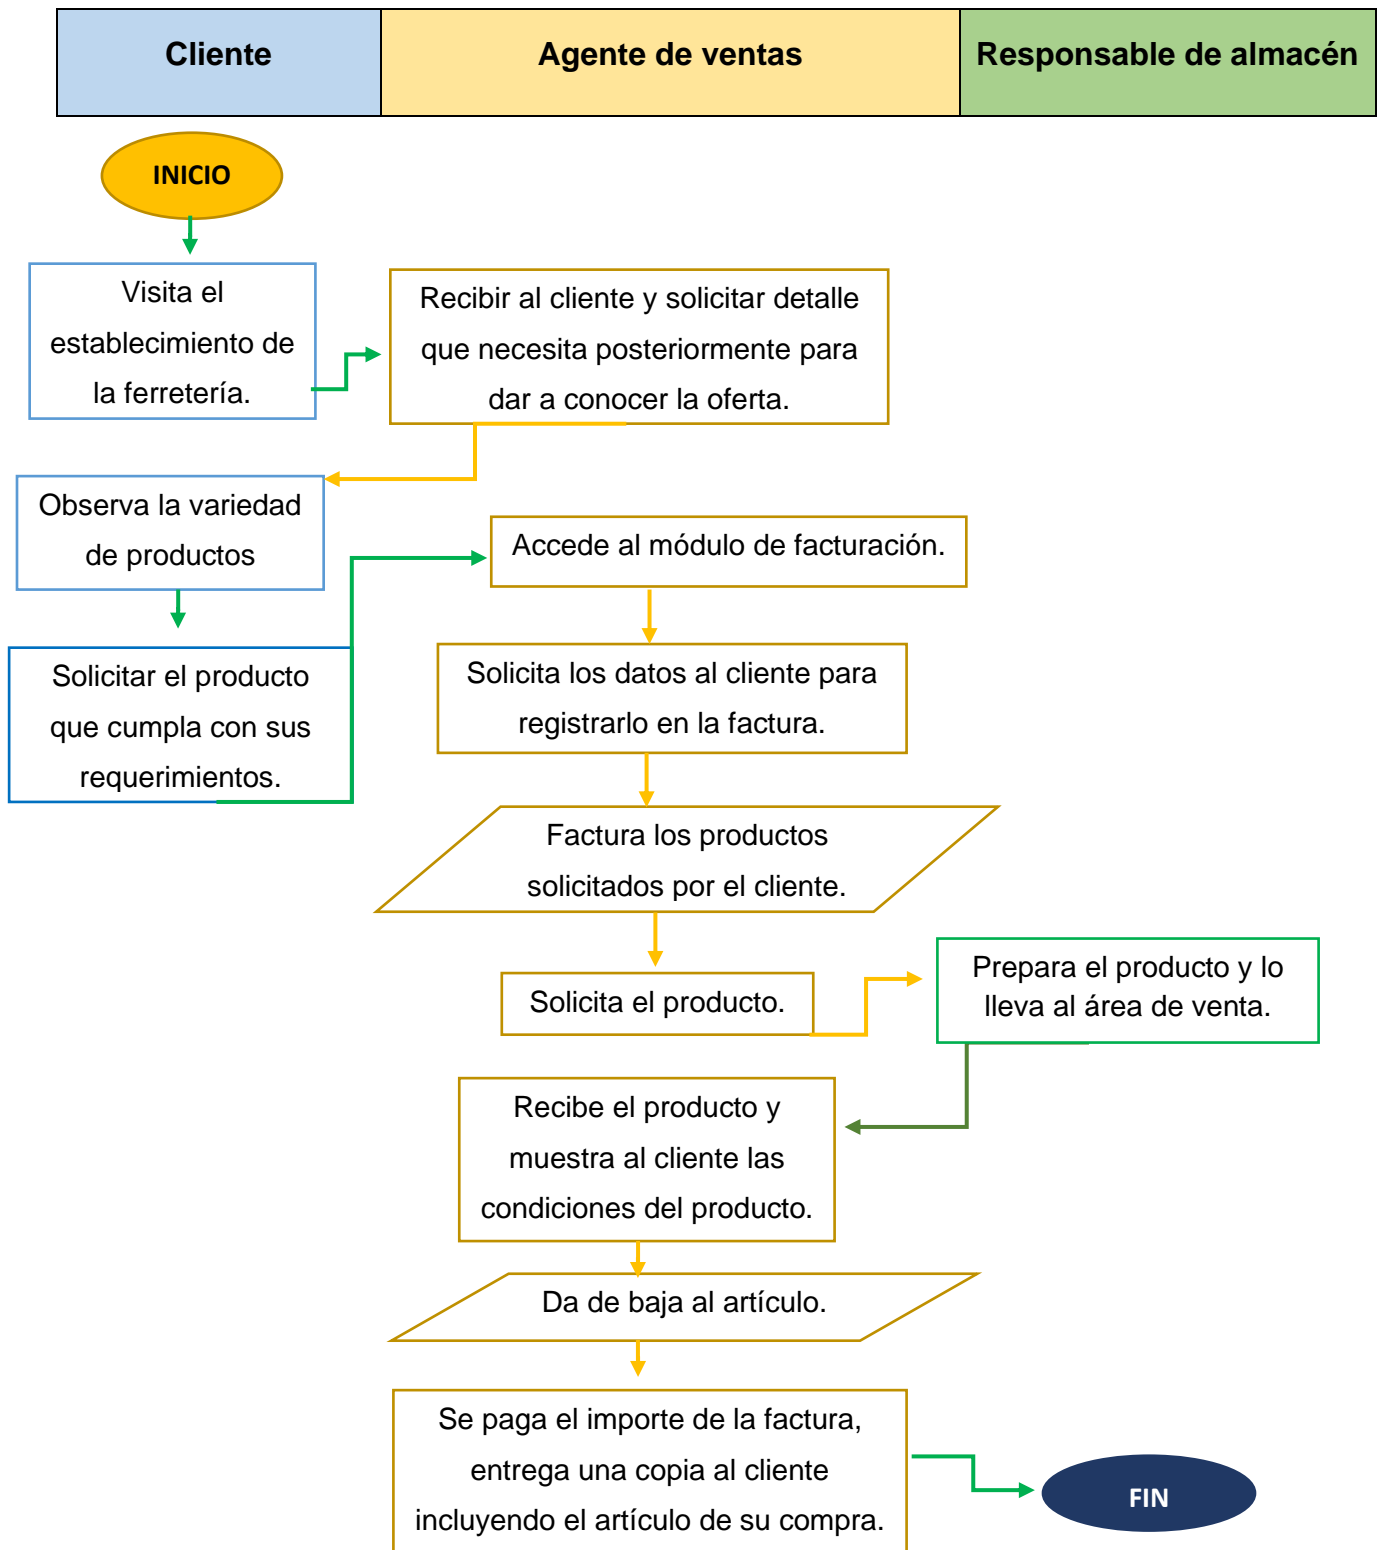 Cliente
Agente de ventas
Responsable de almacén
INICIO
Visita el
establecimiento de
la ferretería.
Recibir al cliente y solicitar detalle
que necesita posteriormente para
dar a conocer la oferta.
Observa la variedad
de productos
Solicitar el producto
que cumpla con sus
requerimientos.
Accede al módulo de facturación.
Solicita los datos al cliente para
registrarlo en la factura.
Factura los productos
solicitados por el cliente.
Solicita el producto.
Prepara el producto y lo
lleva al área de venta.
Recibe el producto y
muestra al cliente las
condiciones del producto.
Da de baja al artículo.
Se paga el importe de la factura,
entrega una copia al cliente
incluyendo el artículo de su compra.
FIN